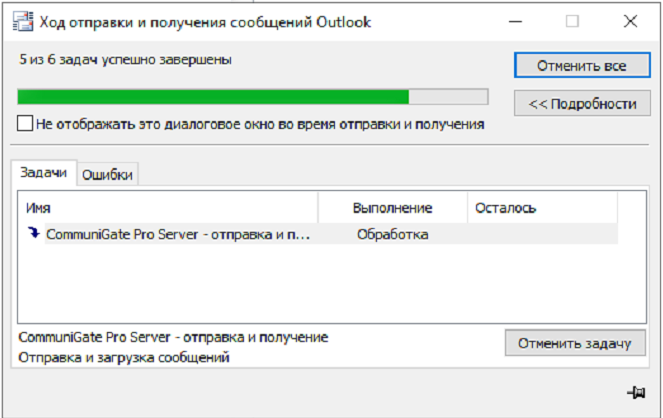 Ход отправки и получения сообщений Outlook
5 из 6 задач успешно завершены
Отменить все
<< Подробности
Не отображать это диалоговое окно во время отправки и получения
Задачи Ошибки
Имя Выполнение Осталось
CommuniGate Pro Server - отправка и п... Обработка
CommuniGate Pro Server - отправка и получение
Отправка и загрузка сообщений
Отменить задачу